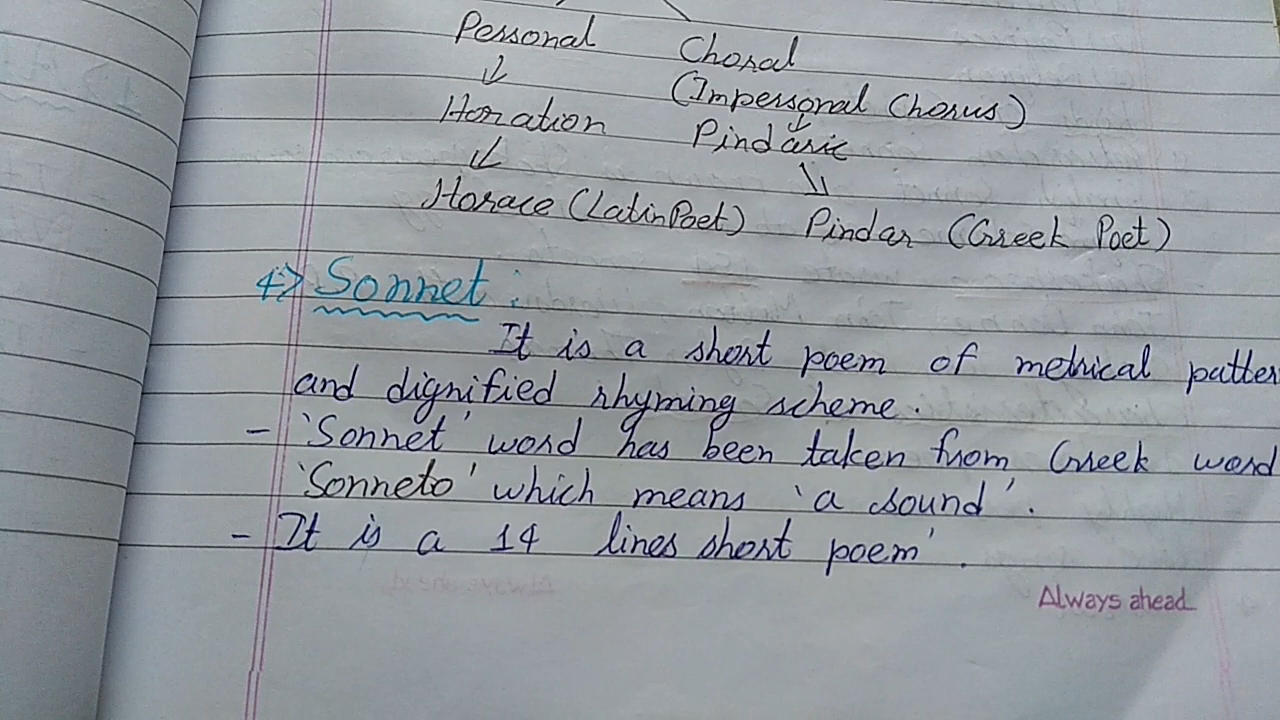 Personal Choral
(Impersonal Chorus)
Horation Pindaric
Horace (Latin Poet) Pindar (Greek Poet)
4> Sonnet :
It is a short poem of metrical patter
and dignified rhyming scheme.
- 'Sonnet' word has been taken from Greek word
'Sonneto' which means 'a sound'.
- It is a 14 lines short poem'.
Always ahead